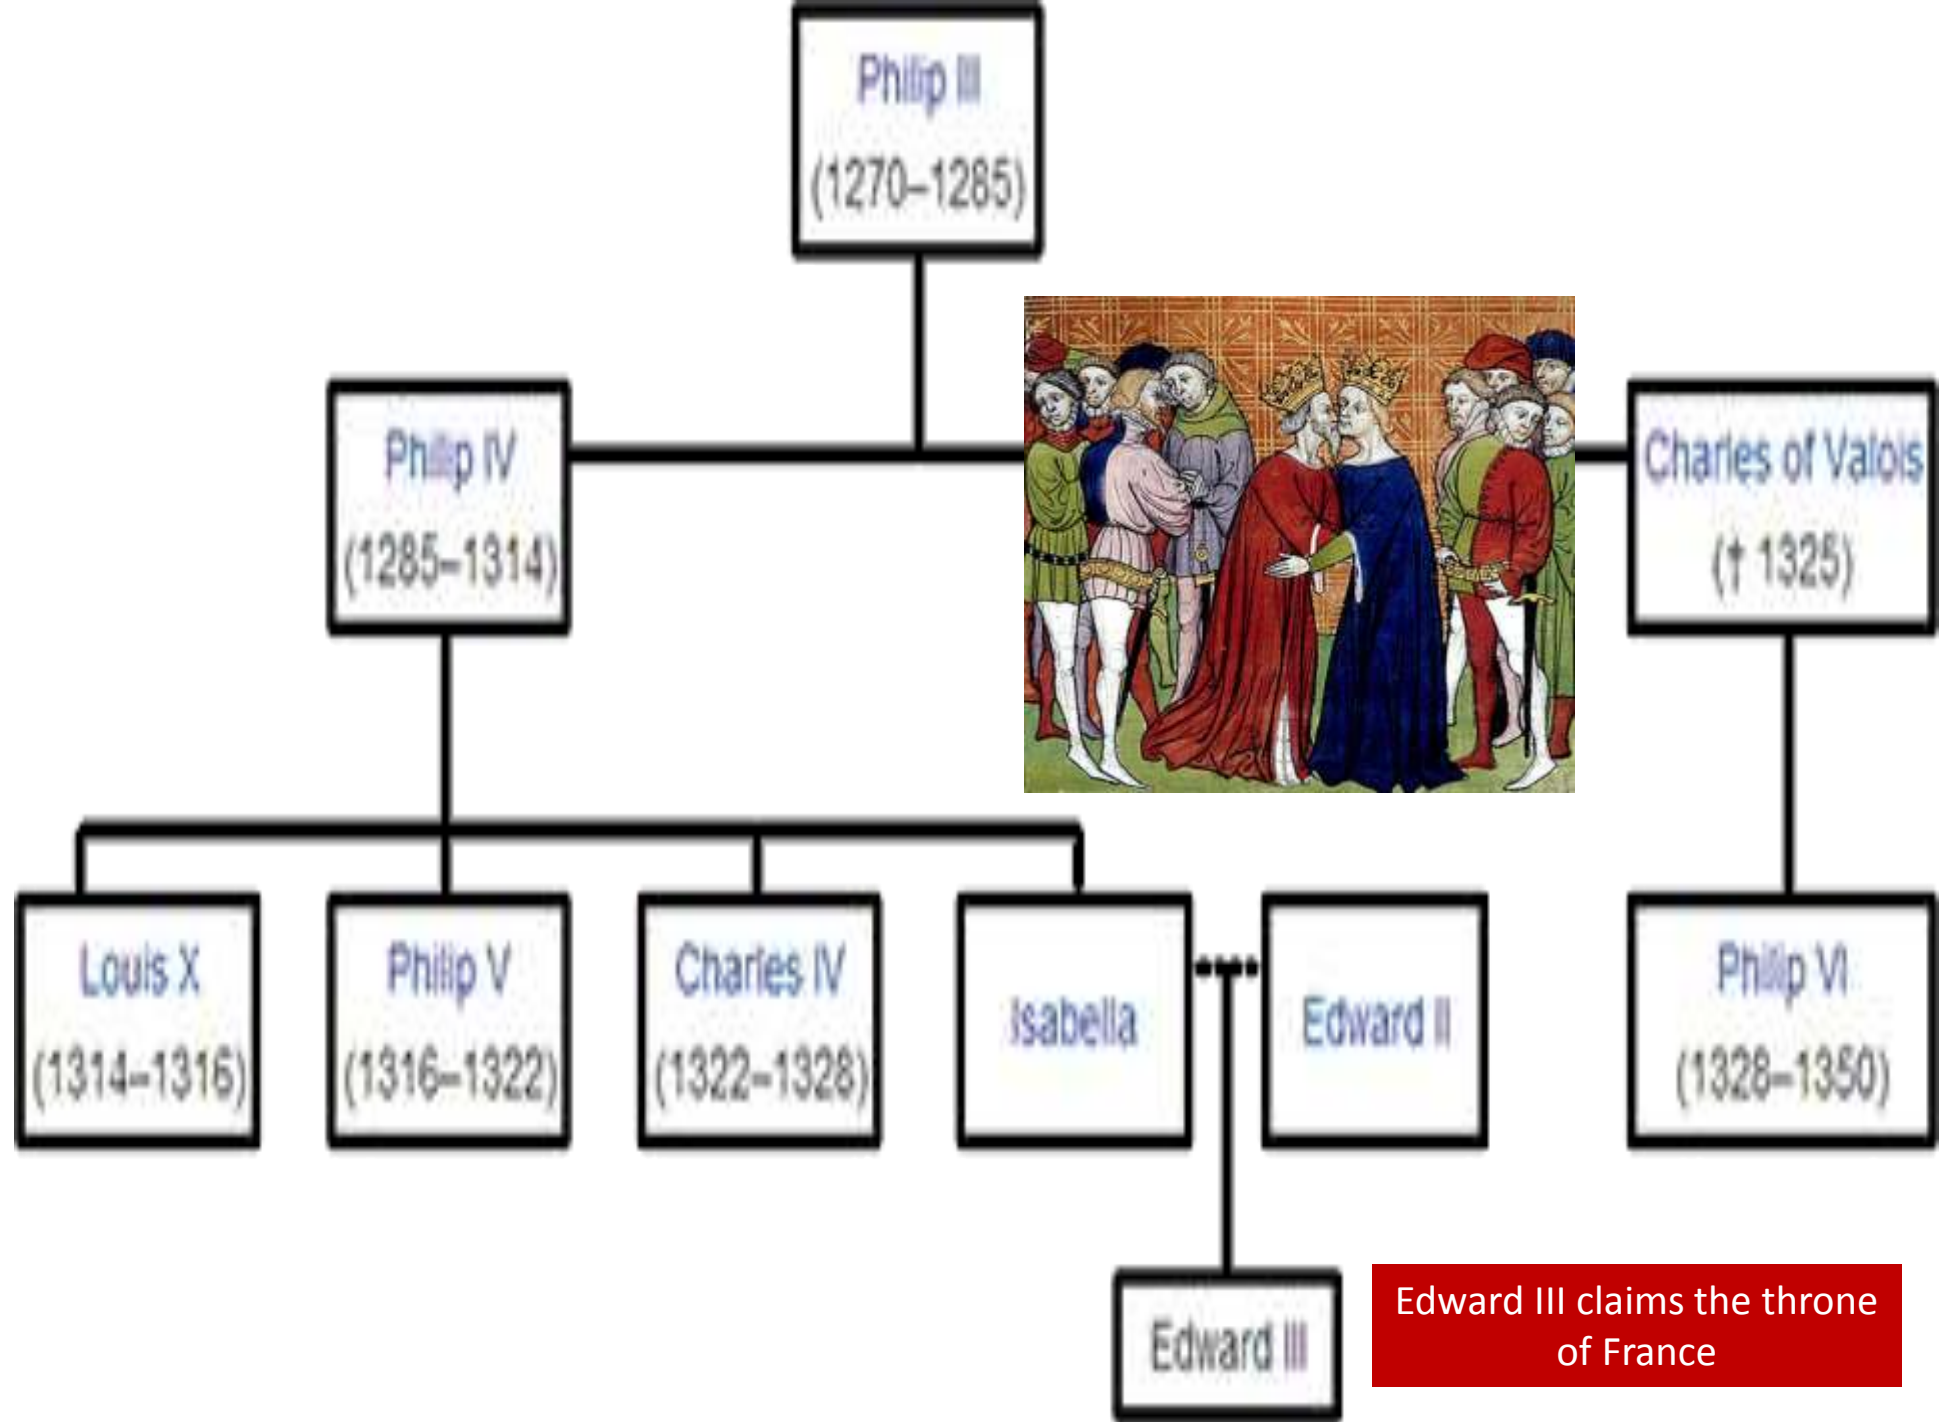 Philip III
(1270–1285)
Philip IV
(1285–1314)
Charles of Valois
(† 1325)
Louis X
(1314–1316)
Philip V
(1316–1322)
Charles IV
(1322–1328)
Isabella
Edward II
Philip VI
(1328–1350)
Edward III
Edward III claims the throne
of France